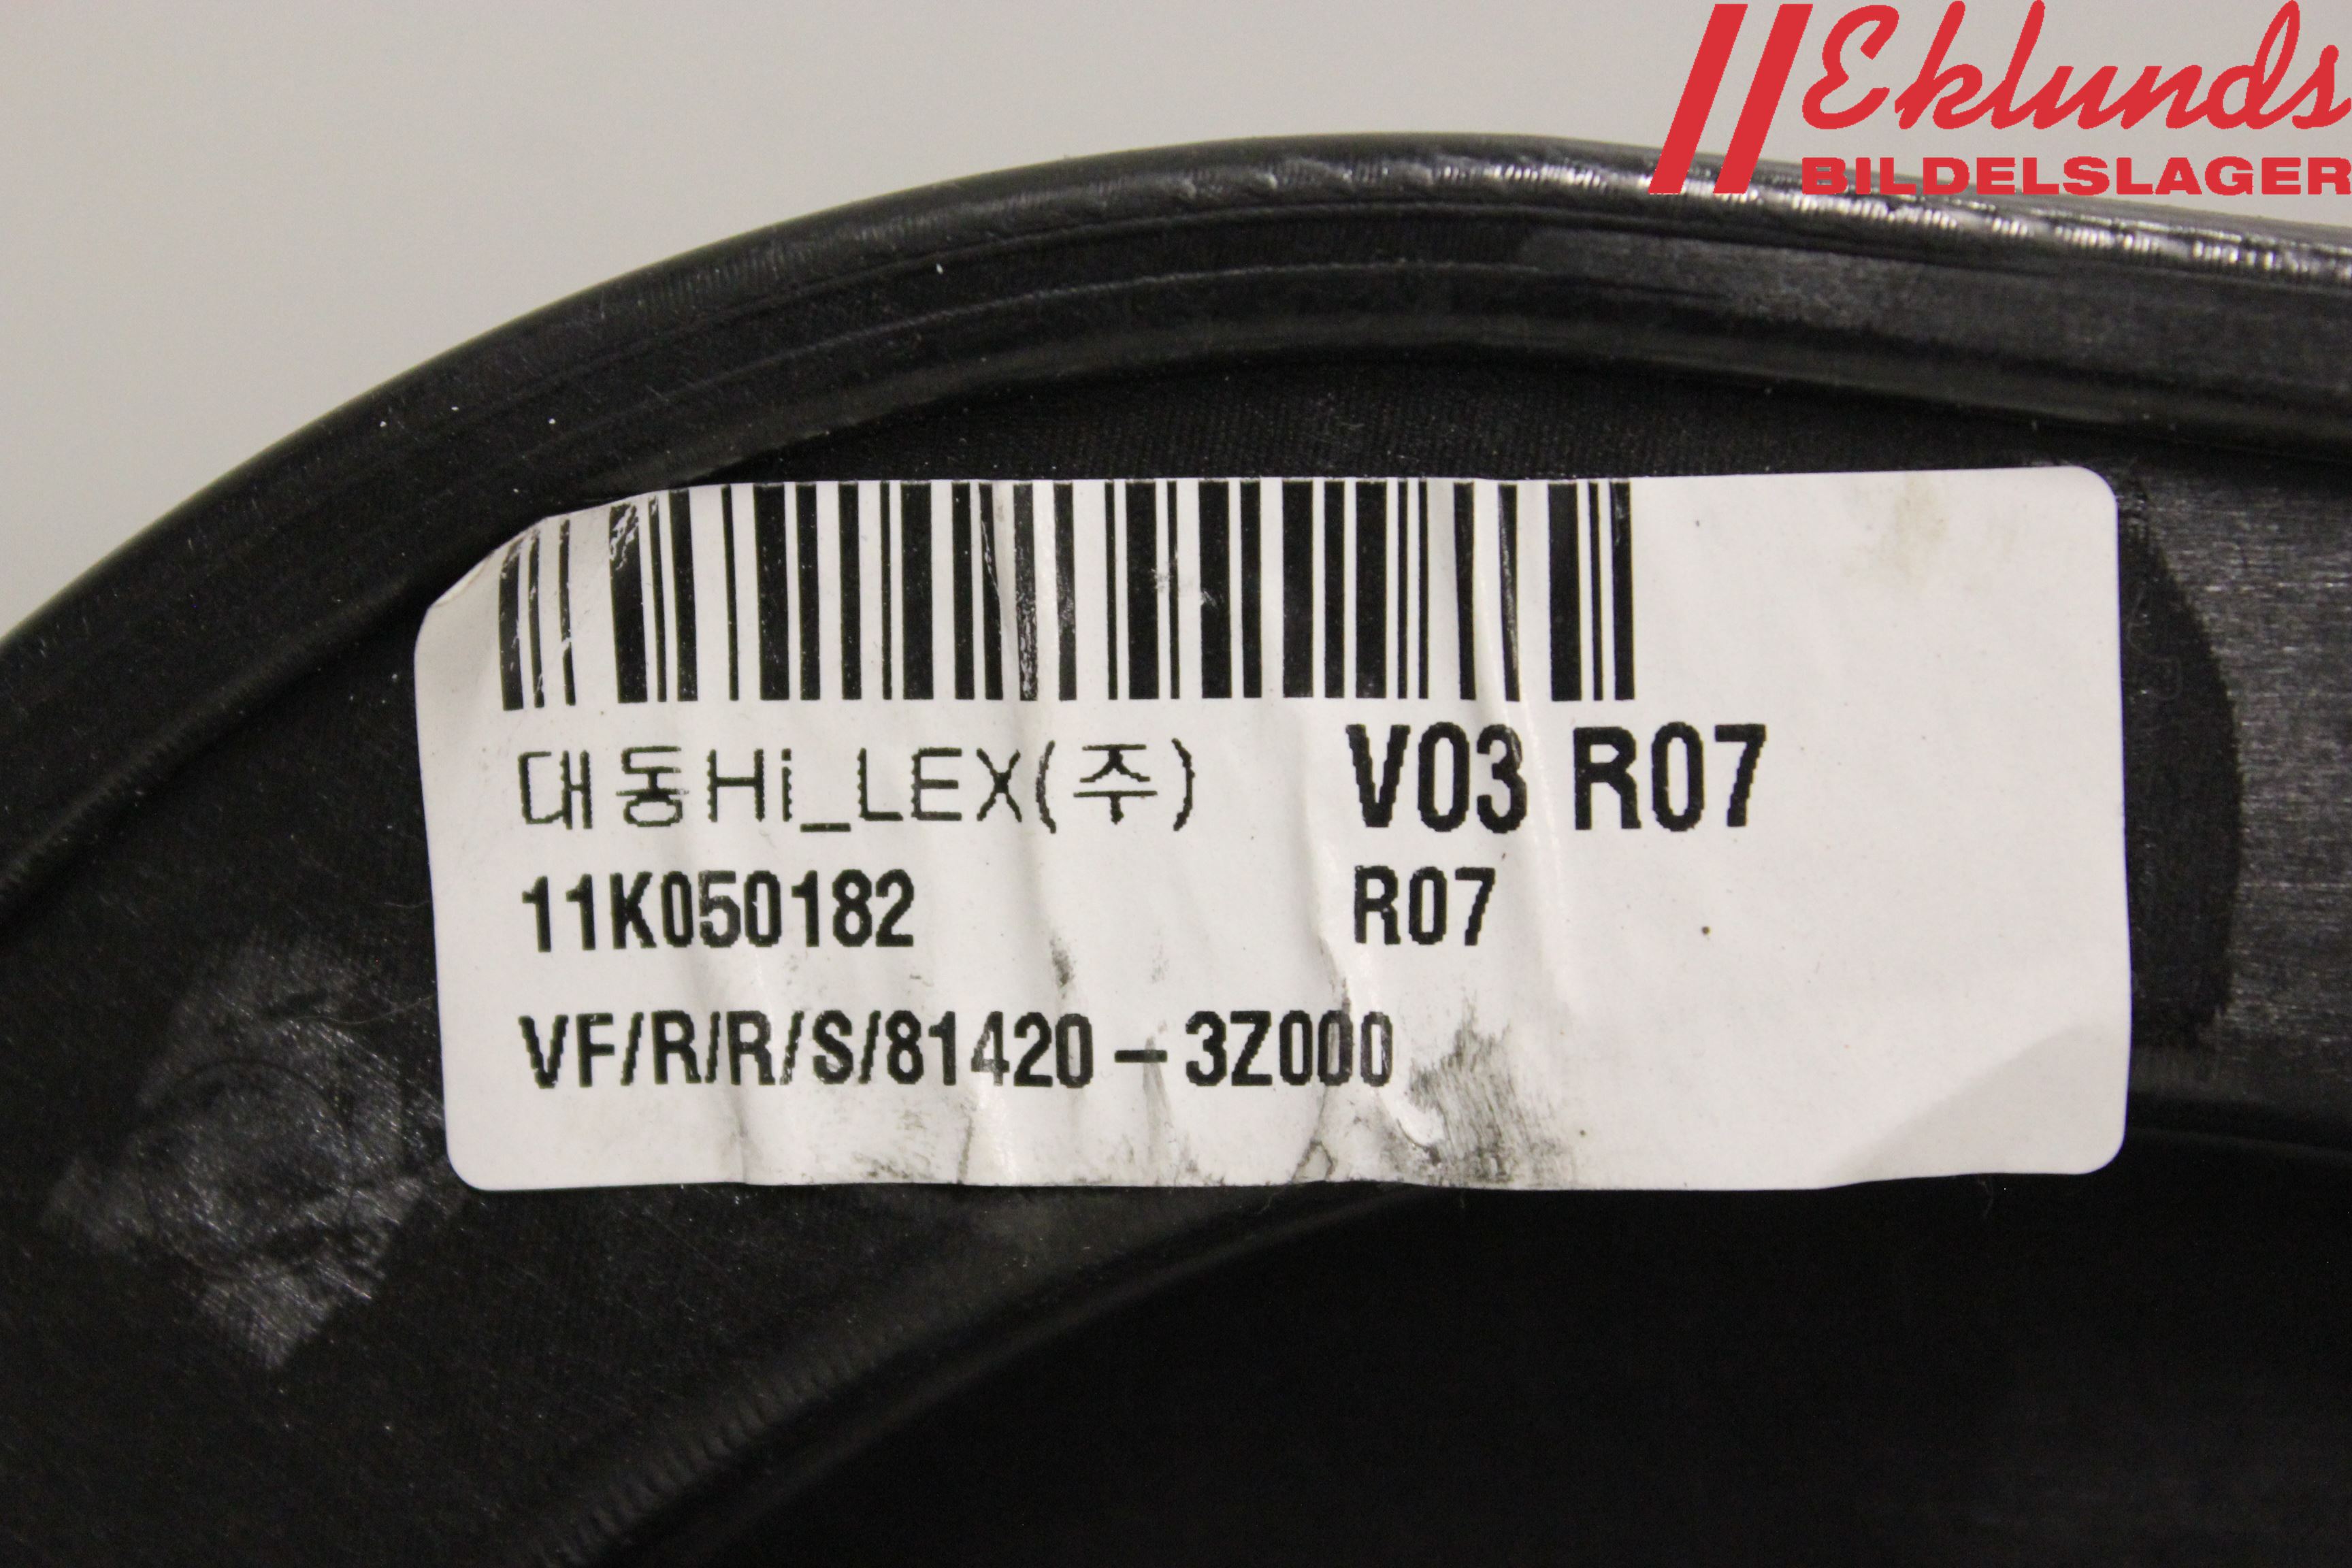 Eklunds
BILDELSLAGER
대동Hi_LEX(주) V03 R07
11K050182 R07
VF/R/R/S/81420-3Z000